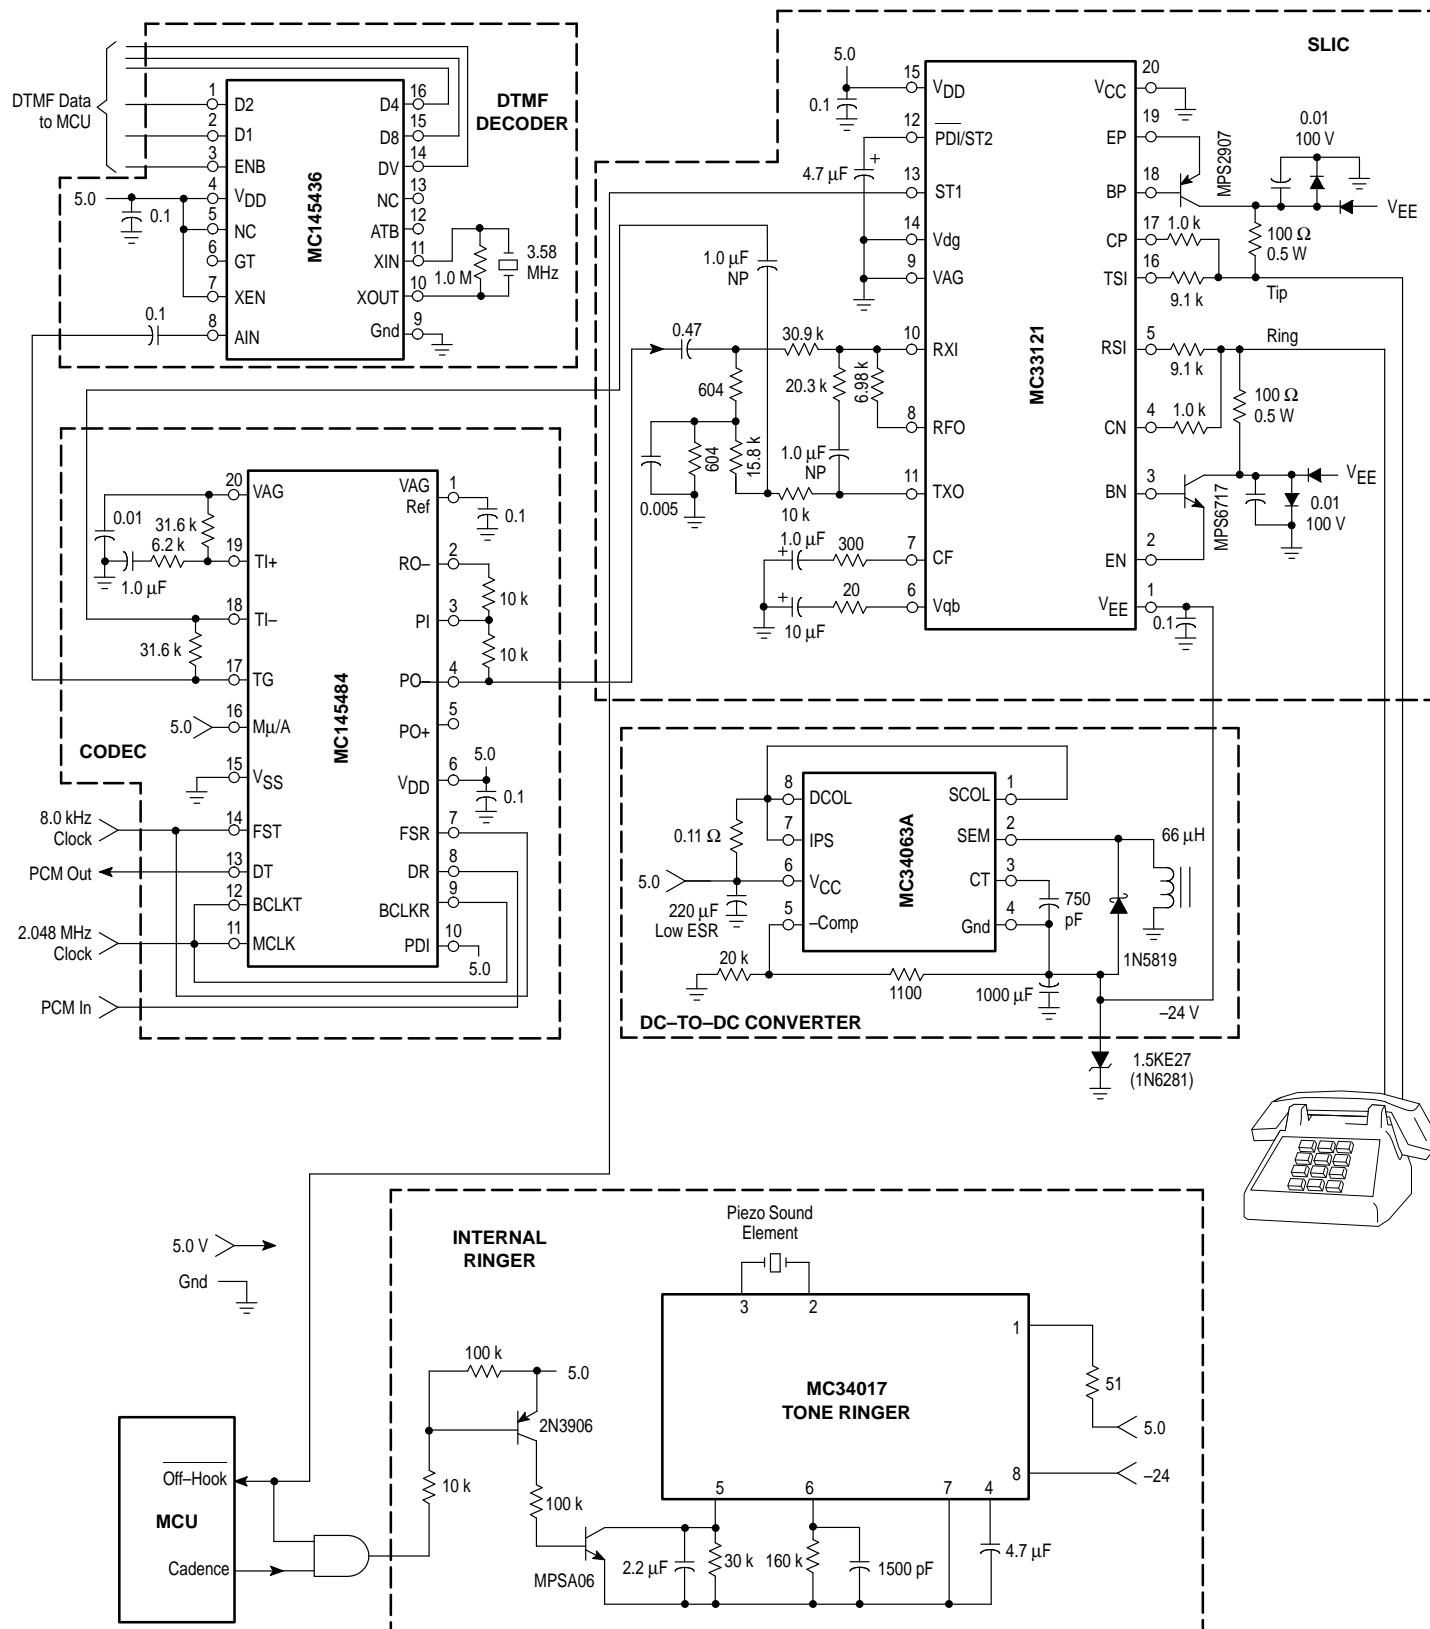 DTMF
DECODER
DTMF Data
to MCU
1
D2
2
D1
3
ENB
4
VDD
5
NC
6
GT
7
XEN
8
AIN
MC145436
16
D4
15
D8
14
DV
13
NC
12
ATB
11
XIN
10
XOUT
9
Gnd
5.0
0.1
0.1
1.0 M
3.58
MHz
SLIC
5.0
0.1
15
VDD
12
PDI/ST2
13
ST1
14
Vdg
9
VAG
10
RXI
8
RFO
11
TXO
7
CF
6
Vqb
MC33121
20
VCC
19
EP
18
BP
17
CP
16
TSI
5
RSI
4
CN
3
BN
2
EN
1
VEE
4.7 µF
+
1.0 µF
NP
0.47
30.9 k
604
20.3 k
6.98 k
604
15.8 k
1.0 µF
NP
0.005
10 k
1.0 µF
+
300
+
10 µF
20
MPS2907
0.01
100 V
VEE
1.0 k
100 Ω
0.5 W
9.1 k
Tip
Ring
9.1 k
1.0 k
100 Ω
0.5 W
VEE
MPS6717
0.01
100 V
0.1
CODEC
20
VAG
19
TI+
18
TI–
17
TG
16
Mµ/A
15
VSS
14
FST
13
DT
12
BCLKT
11
MCLK
MC145484
1
VAG
Ref
2
RO–
3
PI
4
PO–
5
PO+
6
VDD
7
FSR
8
DR
9
BCLKR
10
PDI
0.01
31.6 k
6.2 k
1.0 µF
31.6 k
5.0
0.1
10 k
10 k
5.0
0.1
5.0
8.0 kHz
Clock
PCM Out
2.048 MHz
Clock
PCM In
DC–TO–DC CONVERTER
8
DCOL
7
IPS
6
VCC
5
–Comp
MC34063A
1
SCOL
2
SEM
3
CT
4
Gnd
0.11 Ω
5.0
220 µF
Low ESR
20 k
1100
66 µH
750
pF
1N5819
1000 µF
–24 V
1.5KE27
(1N6281)
5.0 V
Gnd
INTERNAL
RINGER
Piezo Sound
Element
3
2
1
8
5
6
7
4
MC34017
TONE RINGER
51
5.0
–24
100 k
5.0
2N3906
10 k
100 k
MPSA06
2.2 µF
30 k
160 k
1500 pF
4.7 µF
MCU
Off–Hook
Cadence